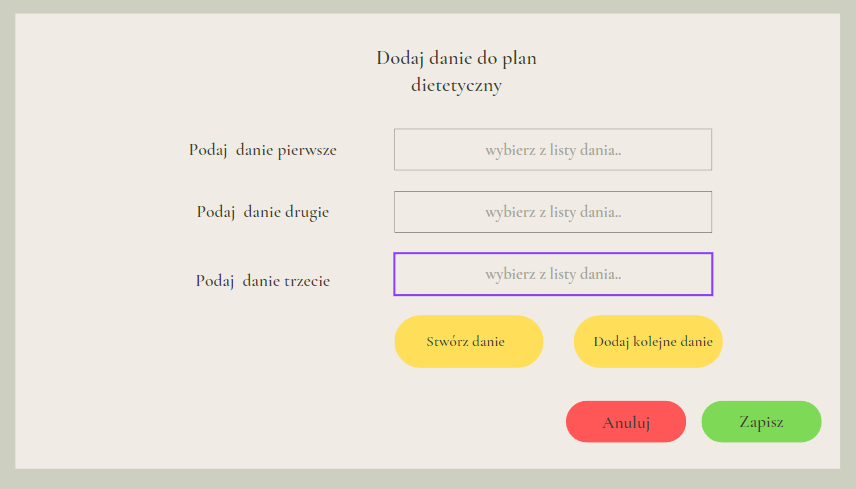 Dodaj danie do plan
dietetyczny
Podaj danie pierwsze
wybierz z listy dania..
Podaj danie drugie
wybierz z listy dania..
Podaj danie trzecie
wybierz z listy dania..
Stwórz danie
Dodaj kolejne danie
Anuluj
Zapisz